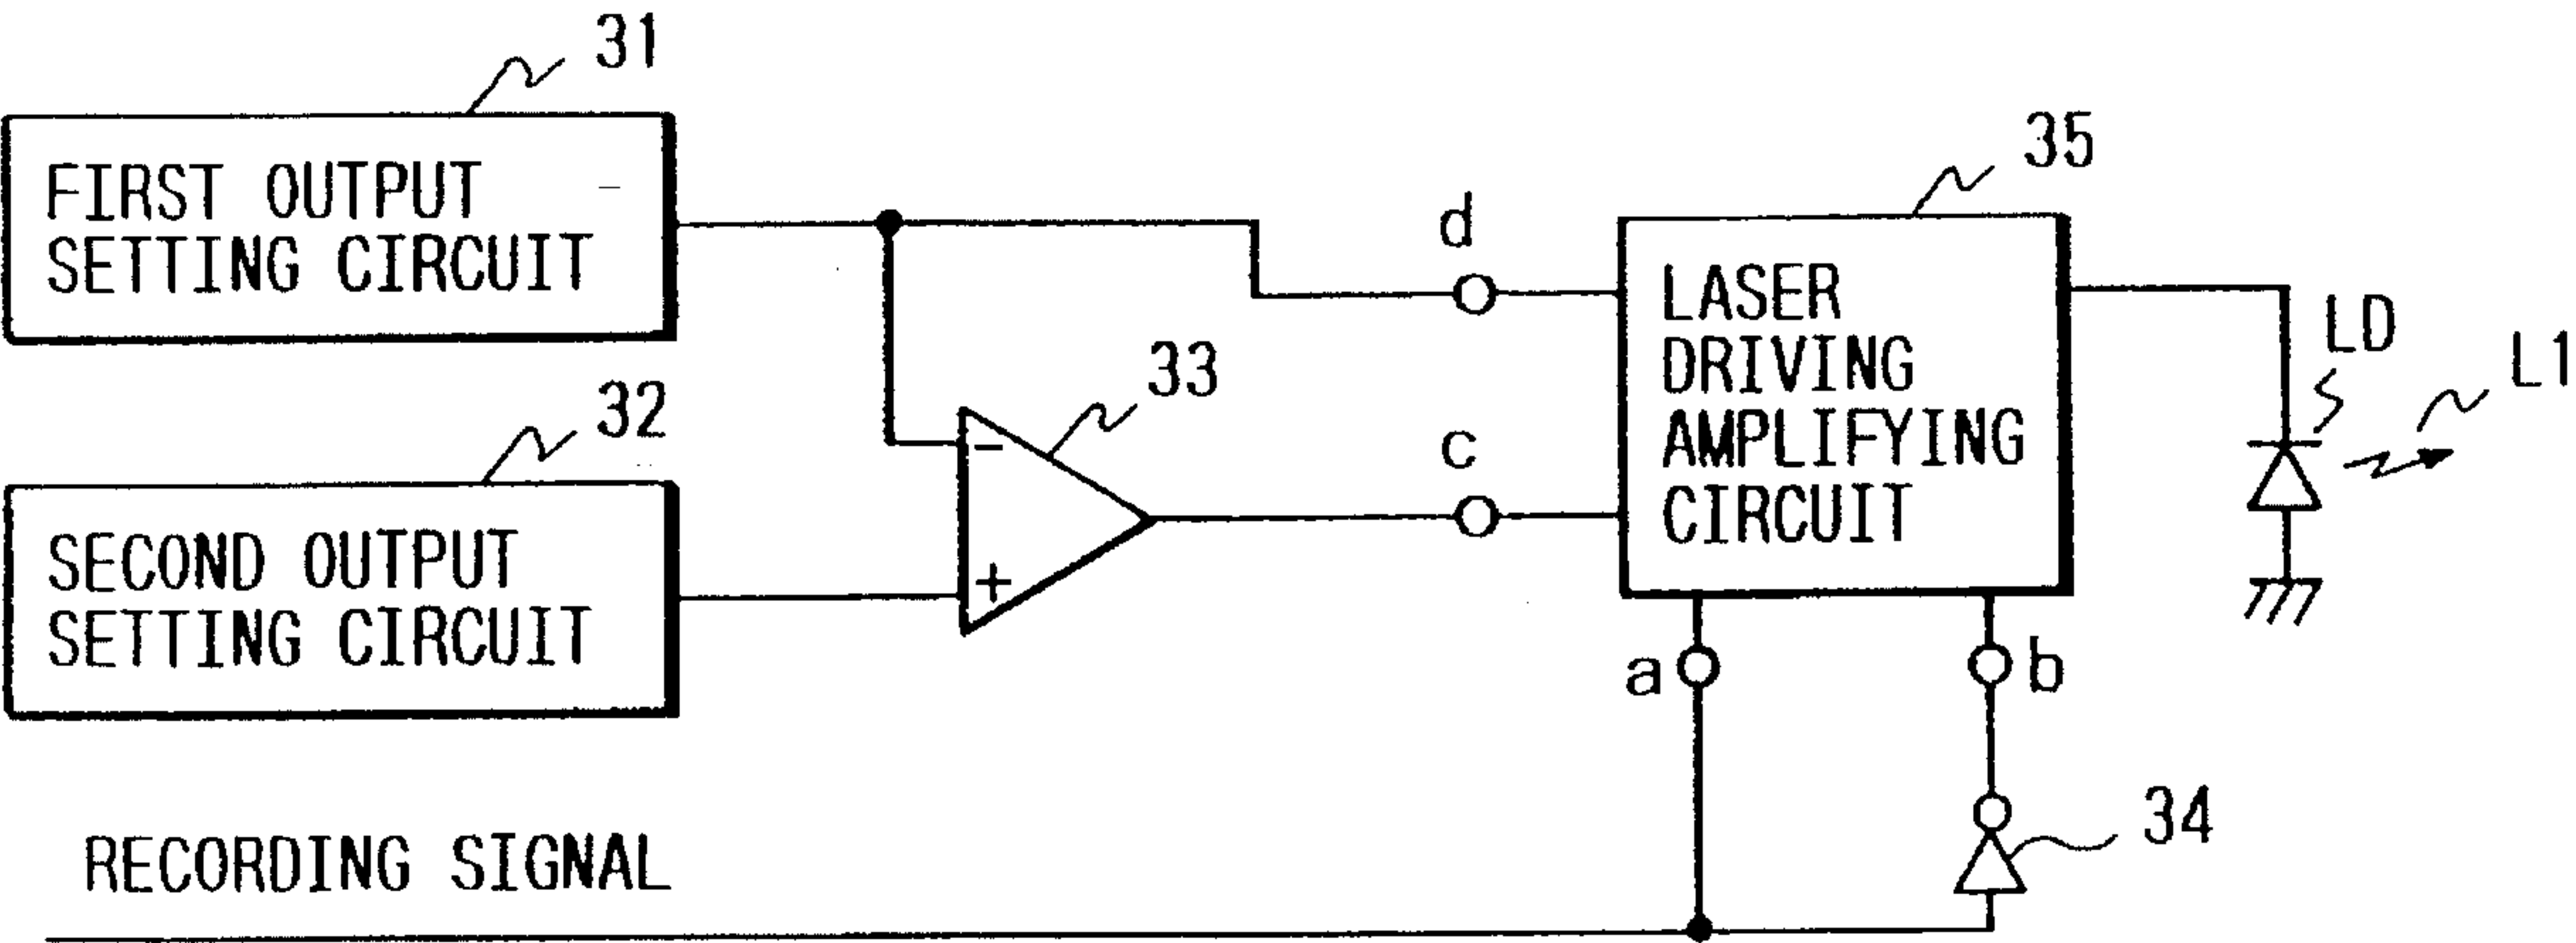 31
FIRST OUTPUT
SETTING CIRCUIT
32
SECOND OUTPUT
SETTING CIRCUIT
33
-
+
d
c
35
LASER
DRIVING
AMPLIFYING
CIRCUIT
LD
L1
a
b
34
RECORDING SIGNAL